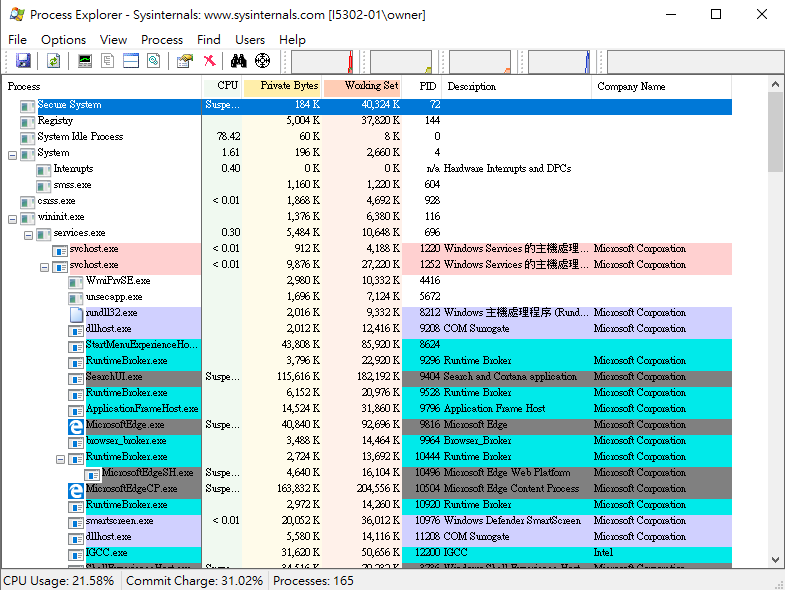 Process Explorer - Sysinternals: www.sysinternals.com [I5302-01\owner]
File Options View Process Find Users Help
Process CPU Private Bytes Working Set PID Description Company Name
Secure System Suspe... 184 K 40,324 K 72
Registry 5,004 K 37,820 K 144
System Idle Process 78.42 60 K 8 K 0
System 1.61 196 K 2,660 K 4
Interrupts 0.40 0 K 0 K n/a Hardware Interrupts and DPCs
smss.exe 1,160 K 1,220 K 604
csrss.exe < 0.01 1,868 K 4,692 K 928
wininit.exe 1,376 K 6,380 K 116
services.exe 0.30 5,484 K 10,648 K 696
svchost.exe < 0.01 912 K 4,188 K 1220 Windows Services 的主機處理... Microsoft Corporation
svchost.exe < 0.01 9,876 K 27,220 K 1252 Windows Services 的主機處理... Microsoft Corporation
WmiPrvSE.exe 2,980 K 10,332 K 4416
unsecapp.exe 1,696 K 7,124 K 5672
rundll32.exe 2,016 K 9,332 K 8212 Windows 主機處理程序 (Rund... Microsoft Corporation
dllhost.exe 2,012 K 12,416 K 9208 COM Surrogate Microsoft Corporation
StartMenuExperienceHo... 43,808 K 85,920 K 8624
RuntimeBroker.exe 3,796 K 22,920 K 9296 Runtime Broker Microsoft Corporation
SearchUI.exe Suspe... 115,616 K 182,192 K 9404 Search and Cortana application Microsoft Corporation
RuntimeBroker.exe 6,152 K 20,976 K 9528 Runtime Broker Microsoft Corporation
ApplicationFrameHost.exe 14,524 K 31,860 K 9796 Application Frame Host Microsoft Corporation
MicrosoftEdge.exe Suspe... 40,840 K 92,696 K 9816 Microsoft Edge Microsoft Corporation
browser_broker.exe 3,488 K 14,464 K 9964 Browser_Broker Microsoft Corporation
RuntimeBroker.exe 2,724 K 13,692 K 10444 Runtime Broker Microsoft Corporation
MicrosoftEdgeSH.exe Suspe... 4,640 K 16,104 K 10496 Microsoft Edge Web Platform Microsoft Corporation
MicrosoftEdgeCP.exe Suspe... 163,832 K 204,556 K 10504 Microsoft Edge Content Process Microsoft Corporation
RuntimeBroker.exe 2,972 K 14,260 K 10920 Runtime Broker Microsoft Corporation
smartscreen.exe < 0.01 20,052 K 36,012 K 10976 Windows Defender SmartScreen Microsoft Corporation
dllhost.exe 5,580 K 14,116 K 11208 COM Surrogate Microsoft Corporation
IGCC.exe 31,620 K 50,656 K 12200 IGCC Intel
CPU Usage: 21.58% Commit Charge: 31.02% Processes: 165